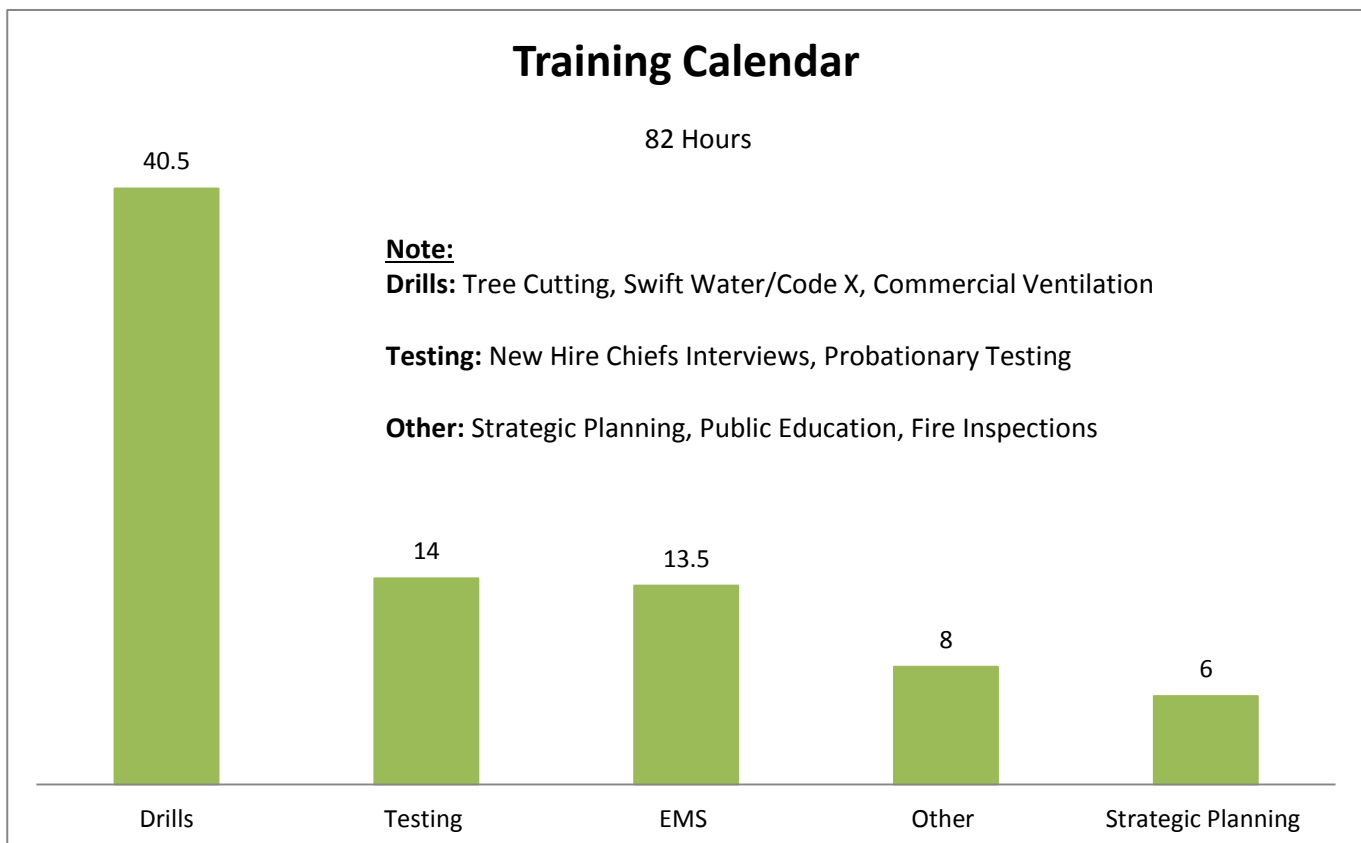 Training Calendar
82 Hours
40.5
Note:
Drills: Tree Cutting, Swift Water/Code X, Commercial Ventilation
Testing: New Hire Chiefs Interviews, Probationary Testing
Other: Strategic Planning, Public Education, Fire Inspections
14
13.5
8
6
Drills
Testing
EMS
Other
Strategic Planning